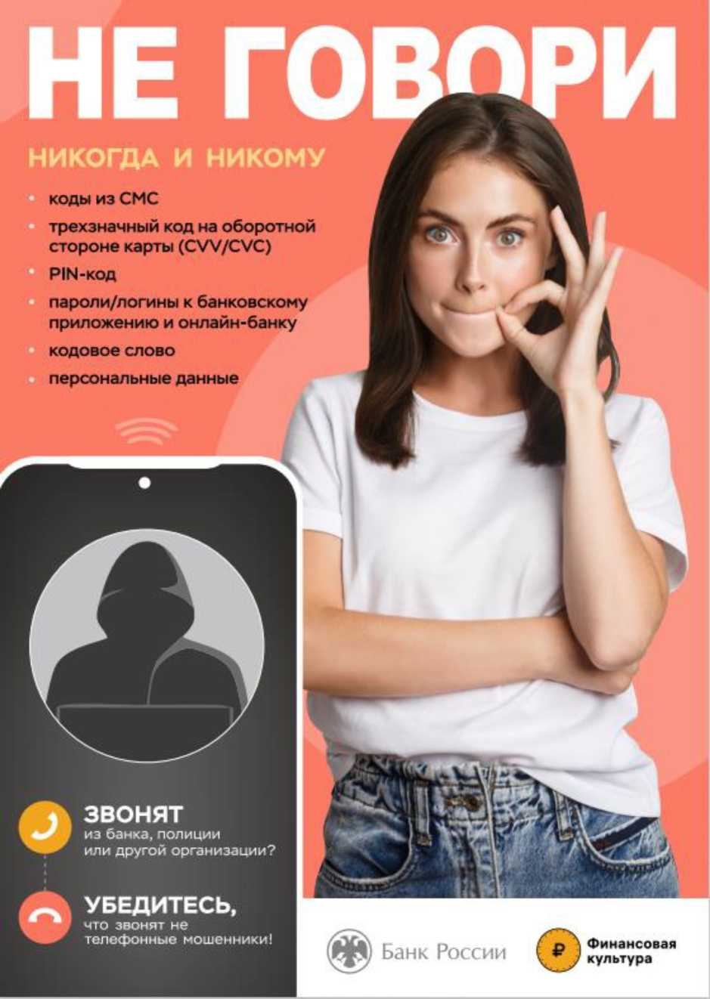 НЕ ГОВОРИ
НИКОГДА И НИКОМУ
• коды из СМС
• трехзначный код на оборотной
стороне карты (CVV/CVC)
• PIN-код
• пароли/логины к банковскому
приложению и онлайн-банку
• кодовое слово
• персональные данные
ЗВОНЯТ
из банка, полиции
или другой организации?
УБЕДИТЕСЬ,
что звонят не
телефонные мошенники!
Банк России
₽
Финансовая
культура